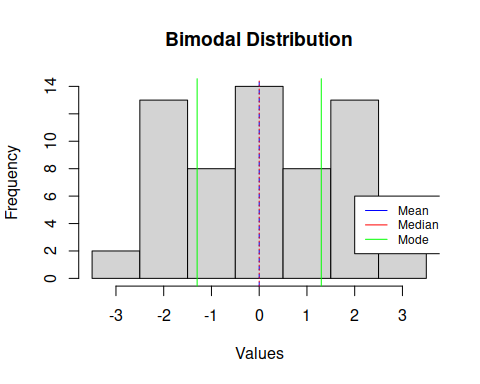 Bimodal Distribution
Frequency
14
10
8
6
4
2
0
Mean
Median
Mode
-3 -2 -1 0 1 2 3
Values